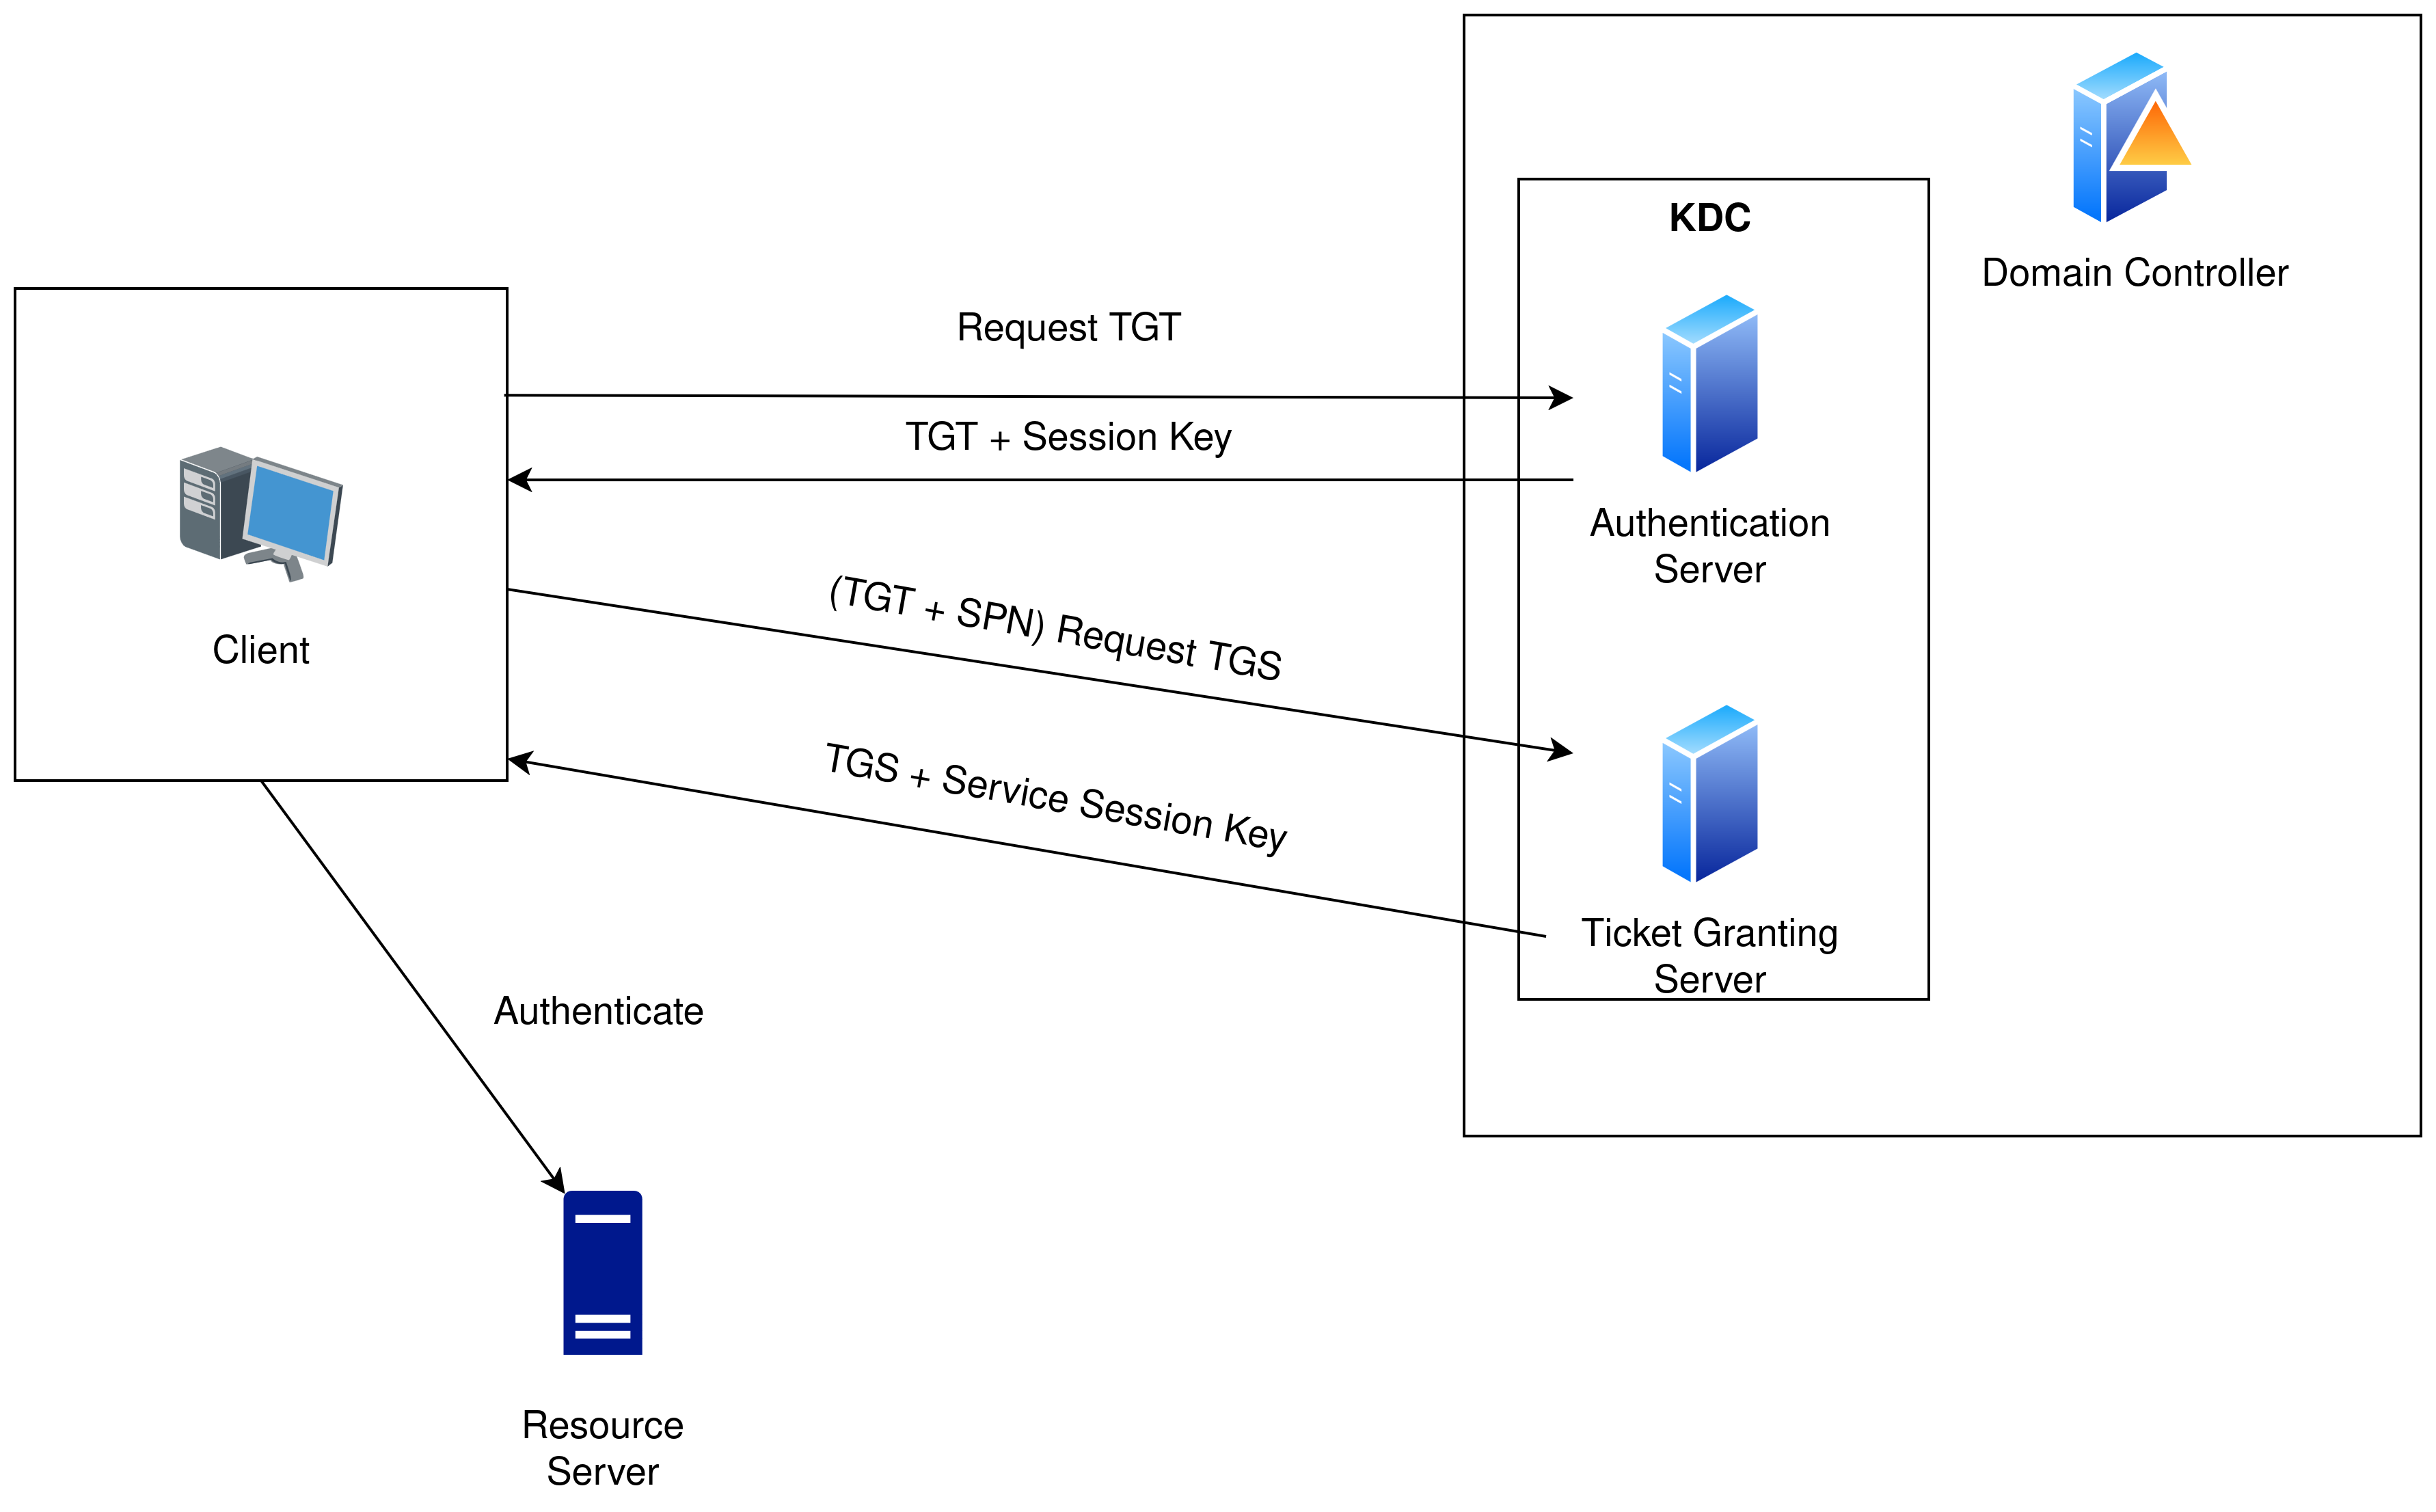 KDC
Domain Controller
Request TGT
TGT + Session Key
Authentication
Server
(TGT + SPN) Request TGS
Client
TGS + Service Session Key
Ticket Granting
Server
Authenticate
Resource
Server